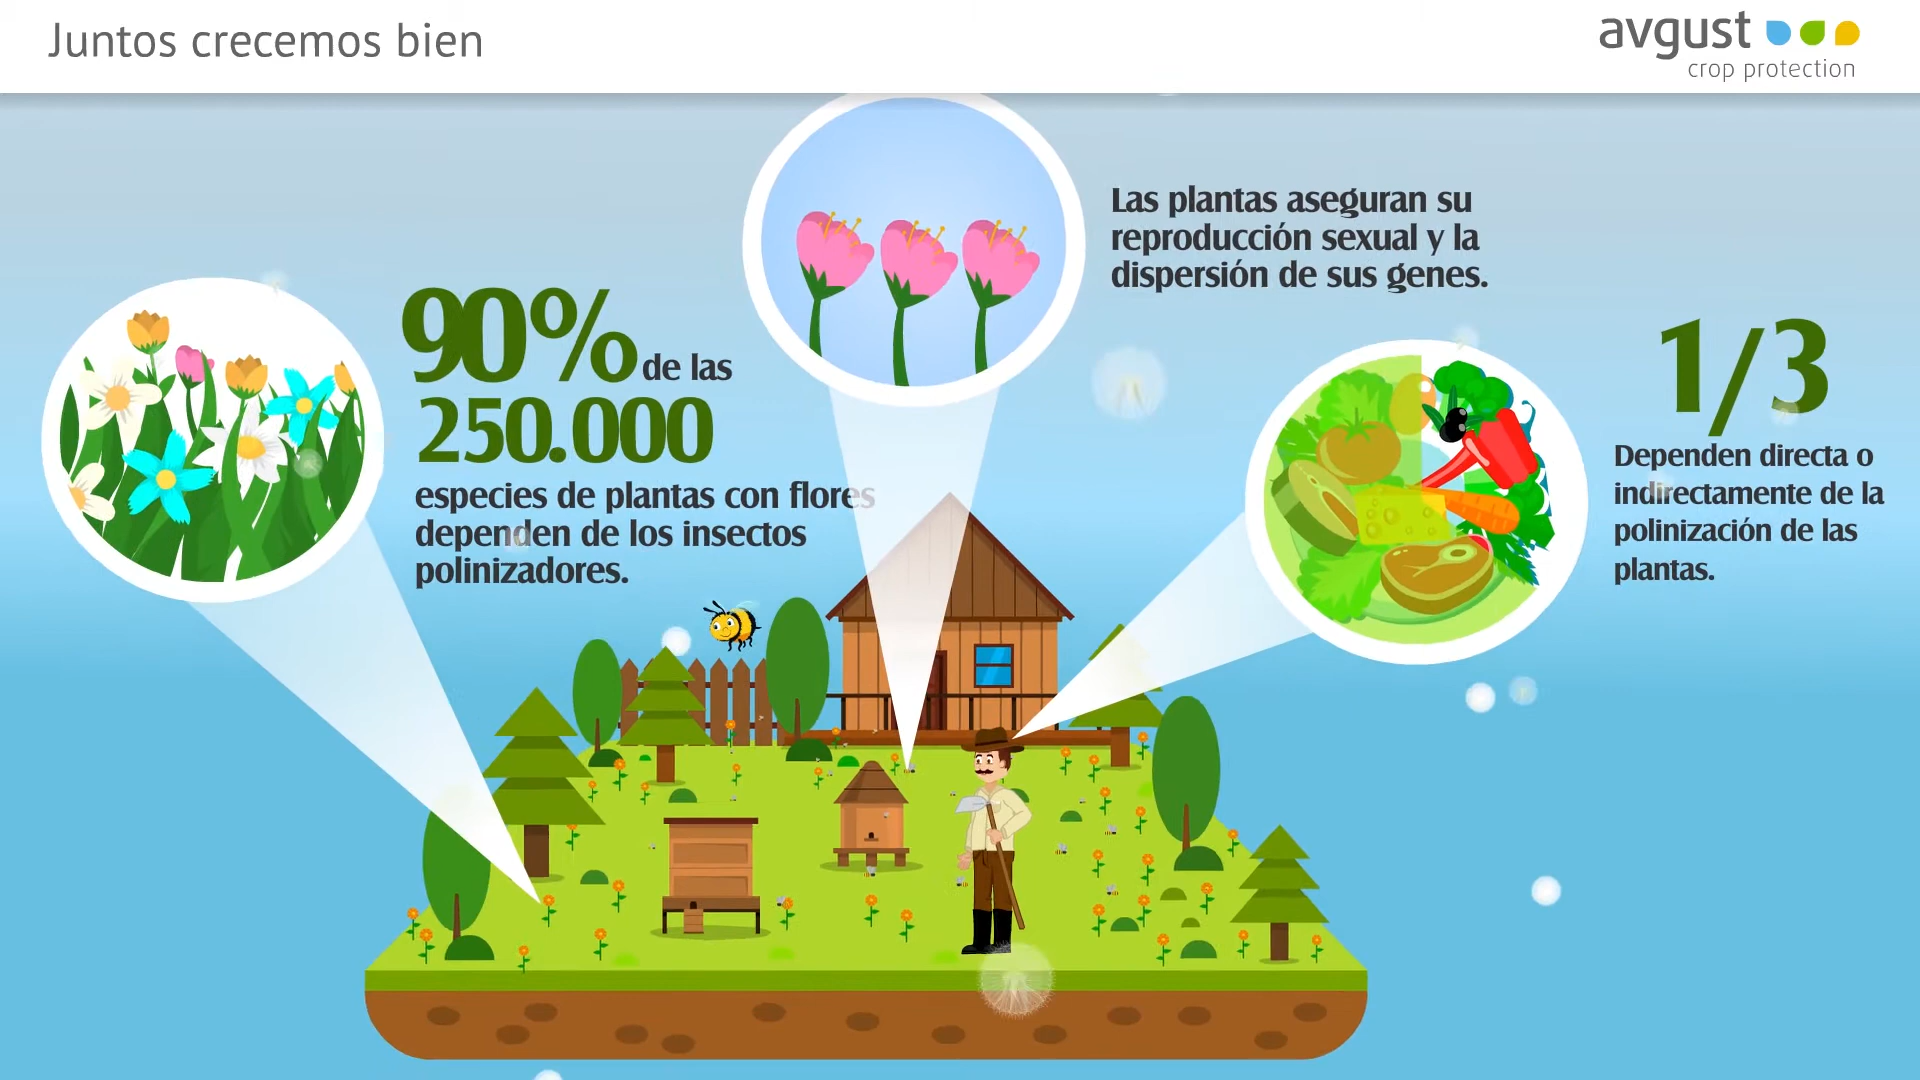 Juntos crecemos bien
avgust
crop protection
90% de las
250.000
especies de plantas con flores
dependen de los insectos
polinizadores.
Las plantas aseguran su
reproducción sexual y la
dispersión de sus genes.
1/3
Dependen directa o
indirectamente de la
polinización de las
plantas.